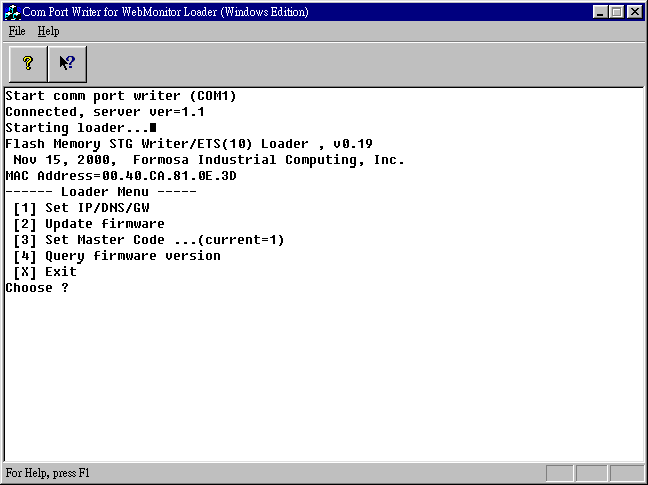 Com Port Writer for WebMonitor Loader (Windows Edition)
File Help
? ?
Start comm port writer (COM1)
Connected, server ver=1.1
Starting loader...
Flash Memory STG Writer/ETS(10) Loader , v0.19
Nov 15, 2000,  Formosa Industrial Computing, Inc.
MAC Address=00.40.CA.81.0E.3D
------ Loader Menu -----
[1] Set IP/DNS/GW
[2] Update firmware
[3] Set Master Code ...(current=1)
[4] Query firmware version
[X] Exit
Choose ?
For Help, press F1